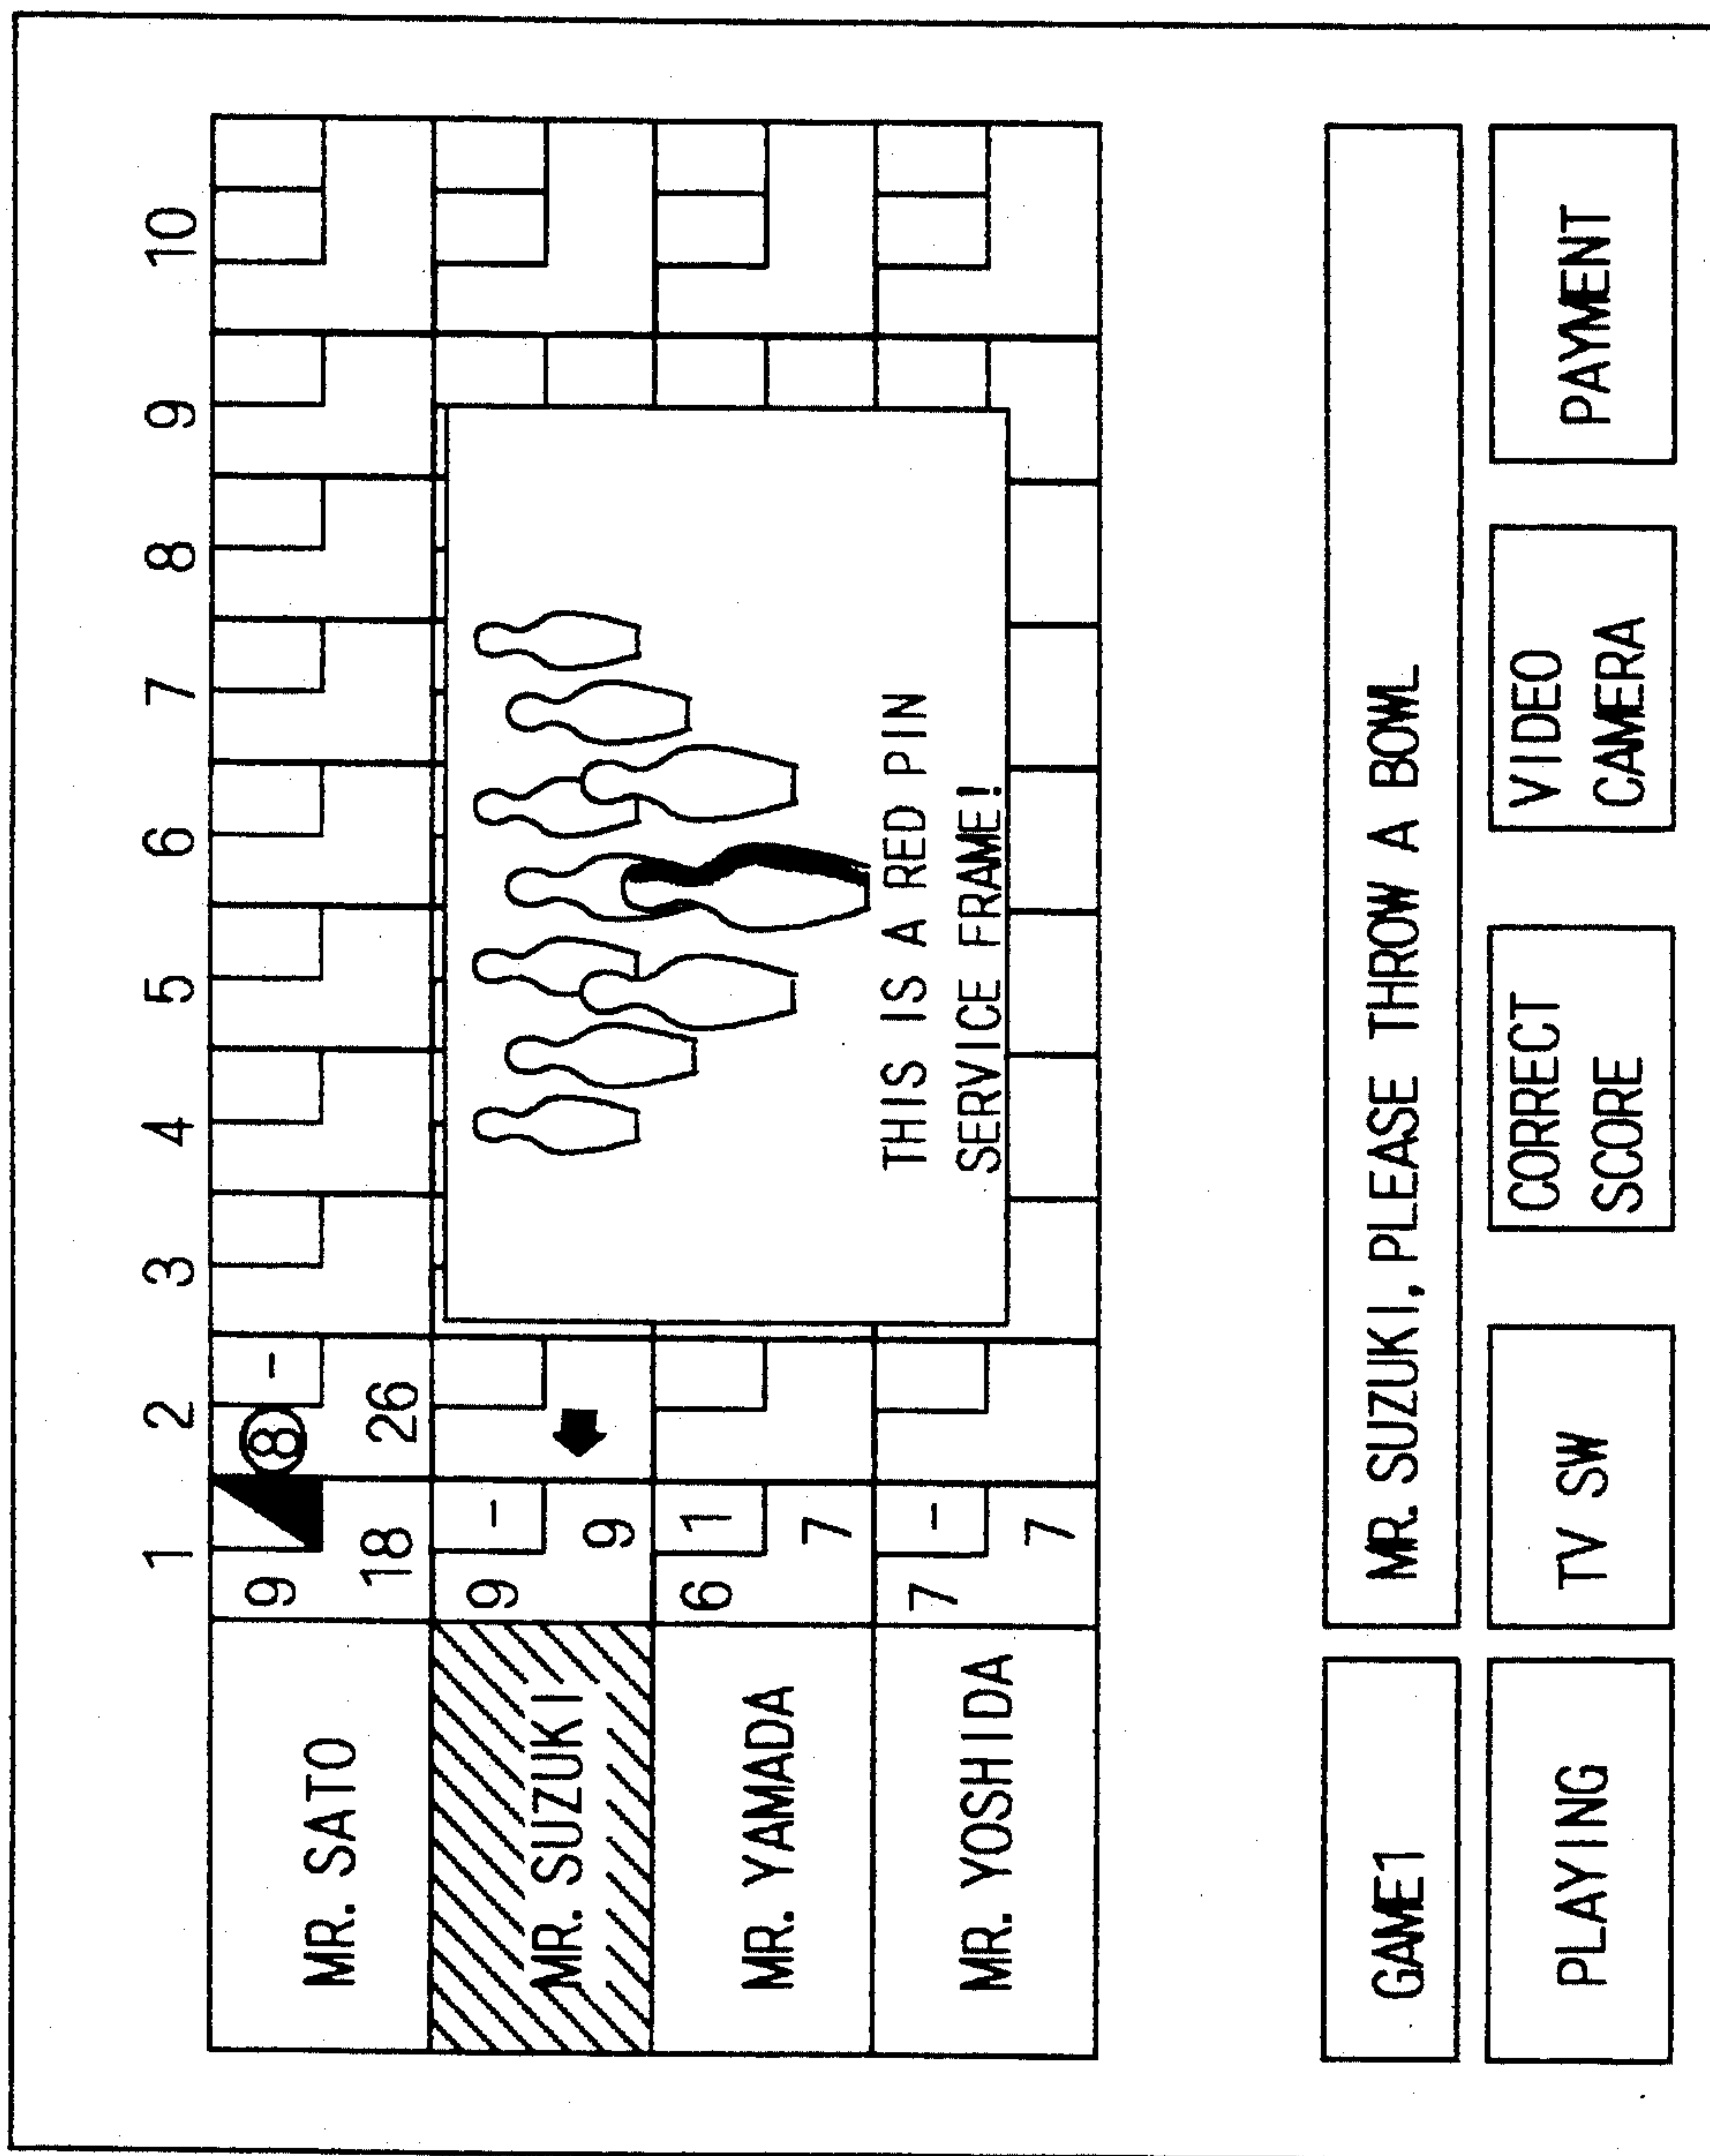 1 2 3 4 5 6 7 8 9 10
MR. SATO 9 8 -
18 26
MR. SUZUKI 9 -
9
MR. YAMADA 6 1
7
MR. YOSHIDA 7 -
7
THIS IS A RED PIN
SERVICE FRAME!
GAME1 MR. SUZUKI, PLEASE THROW A BOWL
PLAYING
TV SW
CORRECT
SCORE
VIDEO
CAMERA
PAYMENT